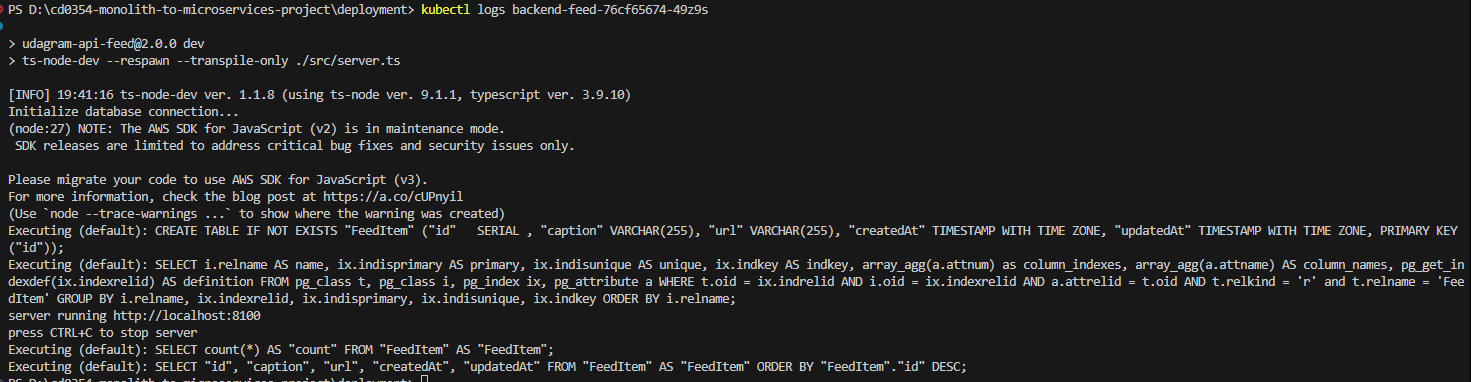 PS D:\cd0354-monolith-to-microservices-project\deployment> kubectl logs backend-feed-76cf65674-49z9s
> udagram-api-feed@2.0.0 dev
> ts-node-dev --respawn --transpile-only ./src/server.ts
[INFO] 19:41:16 ts-node-dev ver. 1.1.8 (using ts-node ver. 9.1.1, typescript ver. 3.9.10)
Initialize database connection...
(node:27) NOTE: The AWS SDK for JavaScript (v2) is in maintenance mode.
 SDK releases are limited to address critical bug fixes and security issues only.
Please migrate your code to use AWS SDK for JavaScript (v3).
For more information, check the blog post at https://a.co/cUPnyil
(Use `node --trace-warnings ...` to show where the warning was created)
Executing (default): CREATE TABLE IF NOT EXISTS "FeedItem" ("id"   SERIAL , "caption" VARCHAR(255), "url" VARCHAR(255), "createdAt" TIMESTAMP WITH TIME ZONE, "updatedAt" TIMESTAMP WITH TIME ZONE, PRIMARY KEY
("id"));
Executing (default): SELECT i.relname AS name, ix.indisprimary AS primary, ix.indisunique AS unique, ix.indkey AS indkey, array_agg(a.attnum) as column_indexes, array_agg(a.attname) AS column_names, pg_get_in
dexdef(ix.indexrelid) AS definition FROM pg_class t, pg_class i, pg_index ix, pg_attribute a WHERE t.oid = ix.indrelid AND i.oid = ix.indexrelid AND a.attrelid = t.oid AND t.relkind = 'r' and t.relname = 'Fee
dItem' GROUP BY i.relname, ix.indexrelid, ix.indisprimary, ix.indisunique, ix.indkey ORDER BY i.relname;
server running http://localhost:8100
press CTRL+C to stop server
Executing (default): SELECT count(*) AS "count" FROM "FeedItem" AS "FeedItem";
Executing (default): SELECT "id", "caption", "url", "createdAt", "updatedAt" FROM "FeedItem" AS "FeedItem" ORDER BY "FeedItem"."id" DESC;
PS D:\cd0354-monolith-to-microservices-project\deployment>